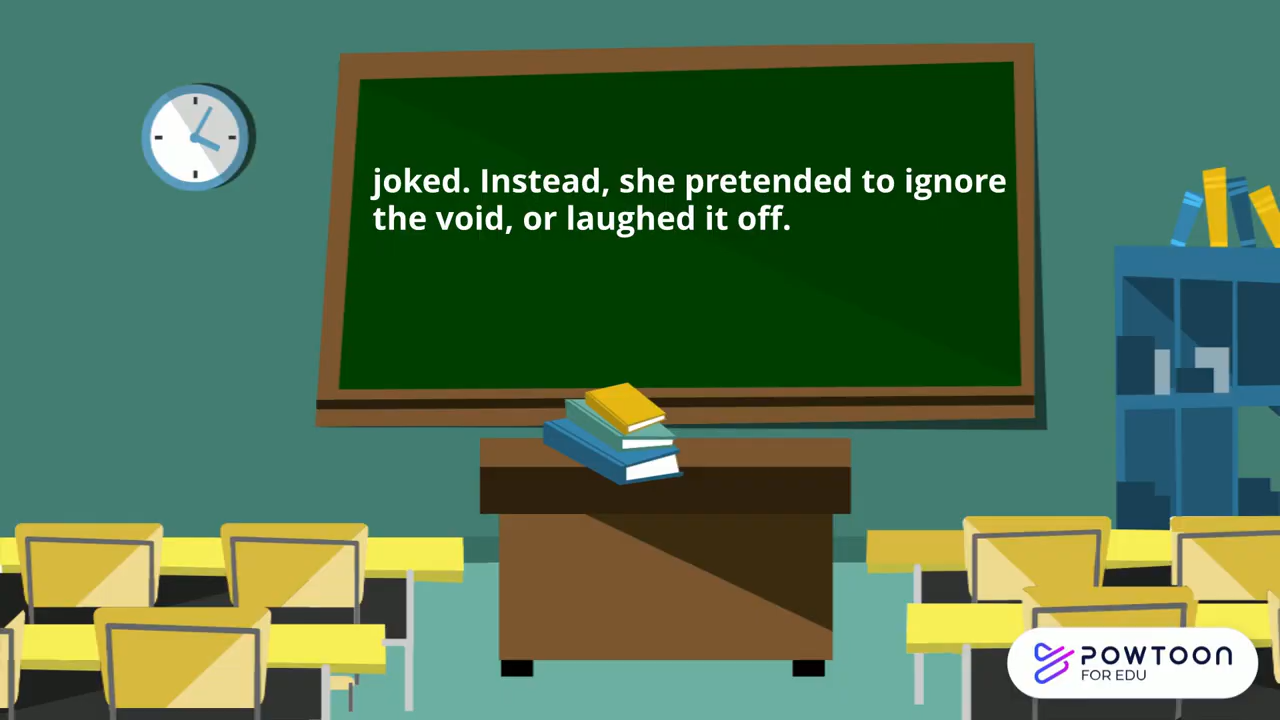 joked. Instead, she pretended to ignore
the void, or laughed it off.
POWTOON
FOR EDU